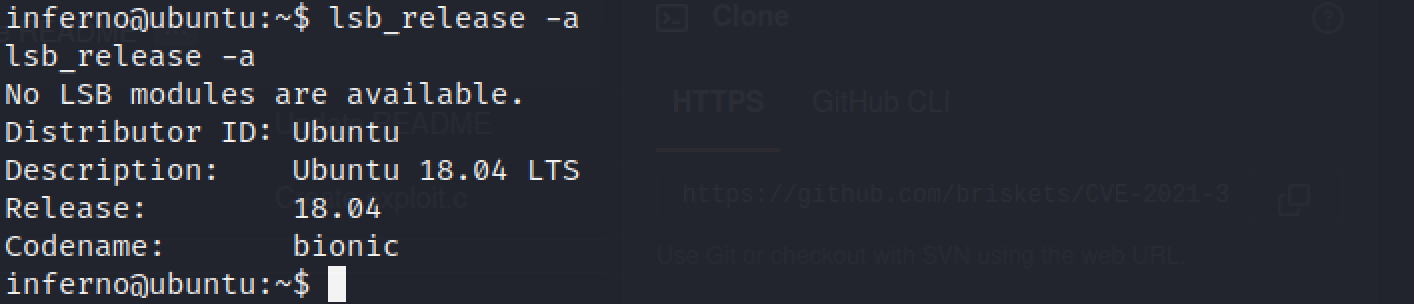 inferno@ubuntu:~$ lsb_release -a
lsb_release -a
No LSB modules are available.
Distributor ID: Ubuntu
Description:    Ubuntu 18.04 LTS
Release:        18.04
Codename:       bionic
inferno@ubuntu:~$
README
README
Create exploit.c
Clone
HTTPS
GitHub CLI
https://github.com/briskets/CVE-2021-3
Use Git or checkout with SVN using the web URL.